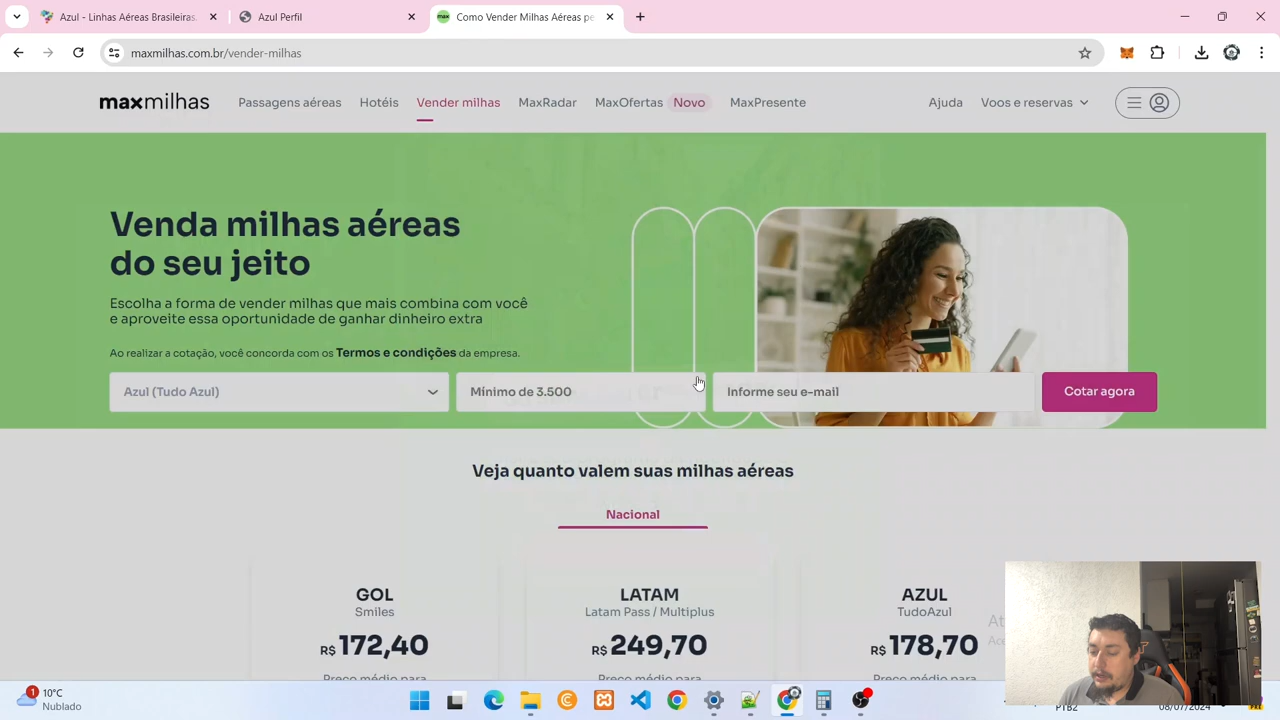 Azul - Linhas Aéreas Brasileiras
Azul Perfil
Como Vender Milhas Aéreas pe
maxmilhas.com.br/vender-milhas
maxmilhas
Passagens aéreas
Hotéis
Vender milhas
MaxRadar
MaxOfertas Novo
MaxPresente
Ajuda
Voos e reservas
Venda milhas aéreas
do seu jeito
Escolha a forma de vender milhas que mais combina com você
e aproveite essa oportunidade de ganhar dinheiro extra
Ao realizar a cotação, você concorda com os Termos e condições da empresa.
Azul (Tudo Azul)
Mínimo de 3.500
Informe seu e-mail
Cotar agora
Veja quanto valem suas milhas aéreas
Nacional
GOL
Smiles
R$ 172,40
Preço médio para
LATAM
Latam Pass / Multiplus
R$ 249,70
Preço médio para
AZUL
TudoAzul
R$ 178,70
Preço médio para
1
10°C
Nublado
PTB2
08/07/2024